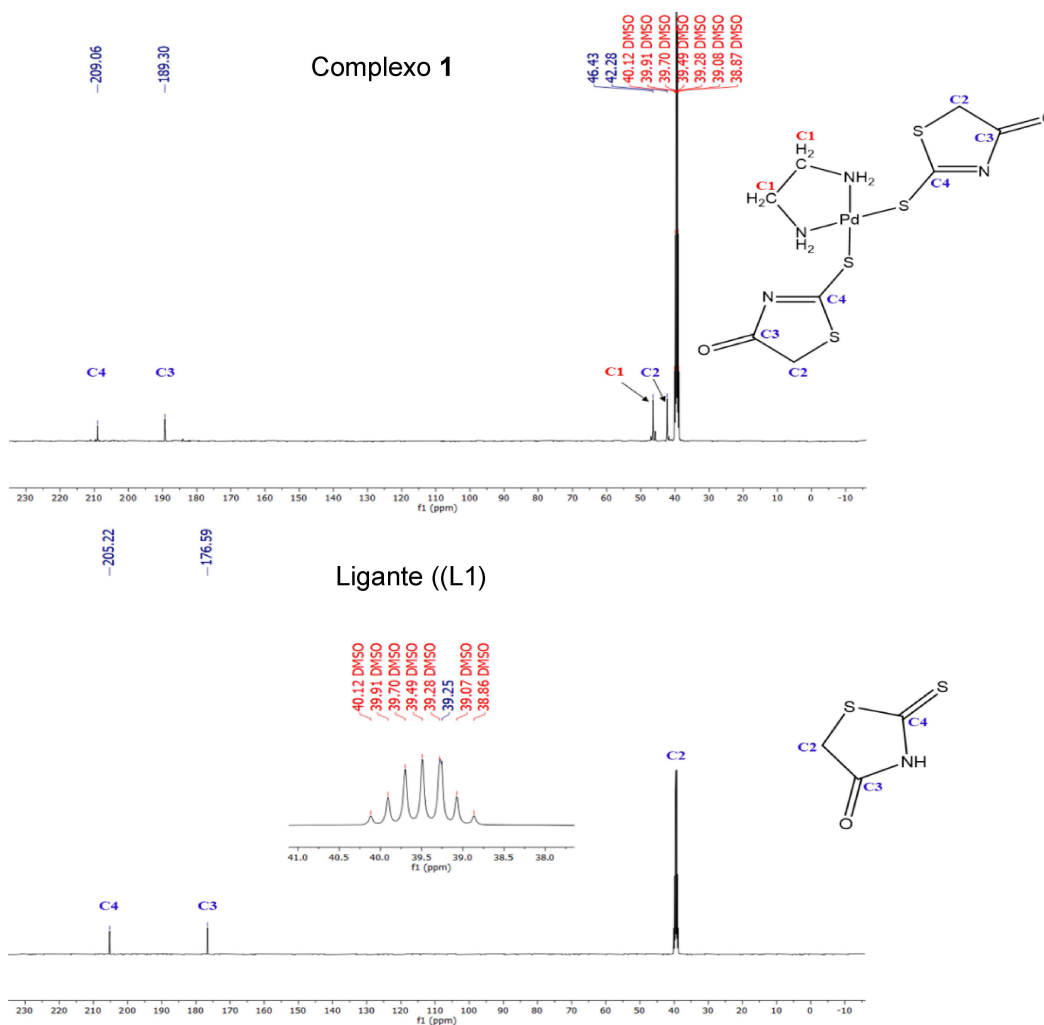 Complexo 1
209.06
189.30
46.43
42.28
40.12 DMSO
39.91 DMSO
39.70 DMSO
39.49 DMSO
39.28 DMSO
39.08 DMSO
38.87 DMSO
C4
C3
C1
C2
C1
H2
C
C1
H2C
NH2
NH2
Pd
S
S
C2
S
C3
O
C4
N
N
C4
C3
O
S
C2
230 220 210 200 190 180 170 160 150 140 130 120 110 100 90 80 70 60 50 40 30 20 10 0 -10
f1 (ppm)
205.22
176.59
Ligante ((L1)
40.12 DMSO
39.91 DMSO
39.70 DMSO
39.49 DMSO
39.28 DMSO
39.25
39.07 DMSO
38.86 DMSO
41.0 40.5 40.0 39.5 39.0 38.5 38.0
f1 (ppm)
C4
C3
C2
S
S
C4
C2
NH
C3
O
230 220 210 200 190 180 170 160 150 140 130 120 110 100 90 80 70 60 50 40 30 20 10 0 -10
f1 (ppm)